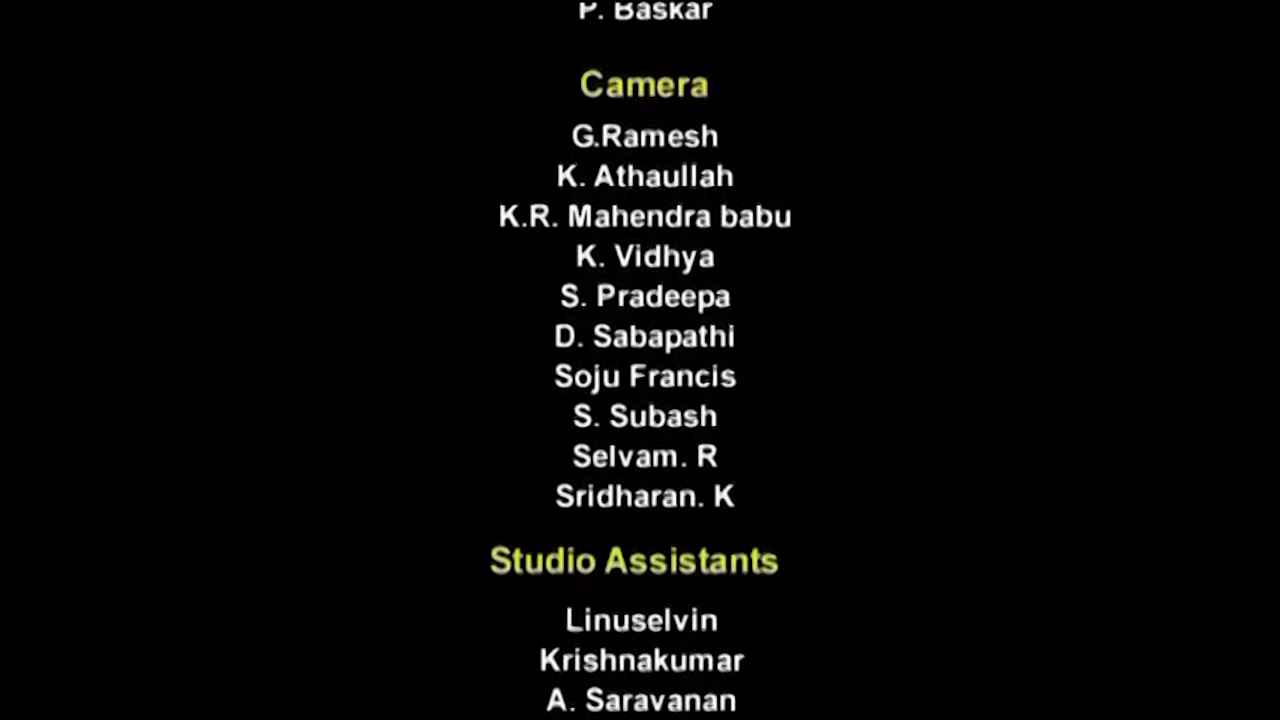 P. Baskar
Camera
G.Ramesh
K. Athaullah
K.R. Mahendra babu
K. Vidhya
S. Pradeepa
D. Sabapathi
Soju Francis
S. Subash
Selvam. R
Sridharan. K
Studio Assistants
Linuselvin
Krishnakumar
A. Saravanan